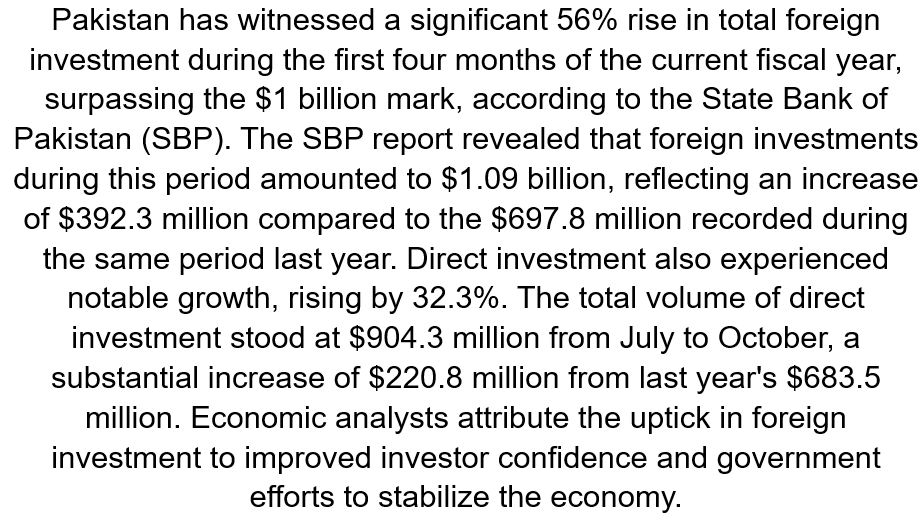 Pakistan has witnessed a significant 56% rise in total foreign
investment during the first four months of the current fiscal year,
surpassing the $1 billion mark, according to the State Bank of
Pakistan (SBP). The SBP report revealed that foreign investments
during this period amounted to $1.09 billion, reflecting an increase
of $392.3 million compared to the $697.8 million recorded during
the same period last year. Direct investment also experienced
notable growth, rising by 32.3%. The total volume of direct
investment stood at $904.3 million from July to October, a
substantial increase of $220.8 million from last year's $683.5
million. Economic analysts attribute the uptick in foreign
investment to improved investor confidence and government
efforts to stabilize the economy.